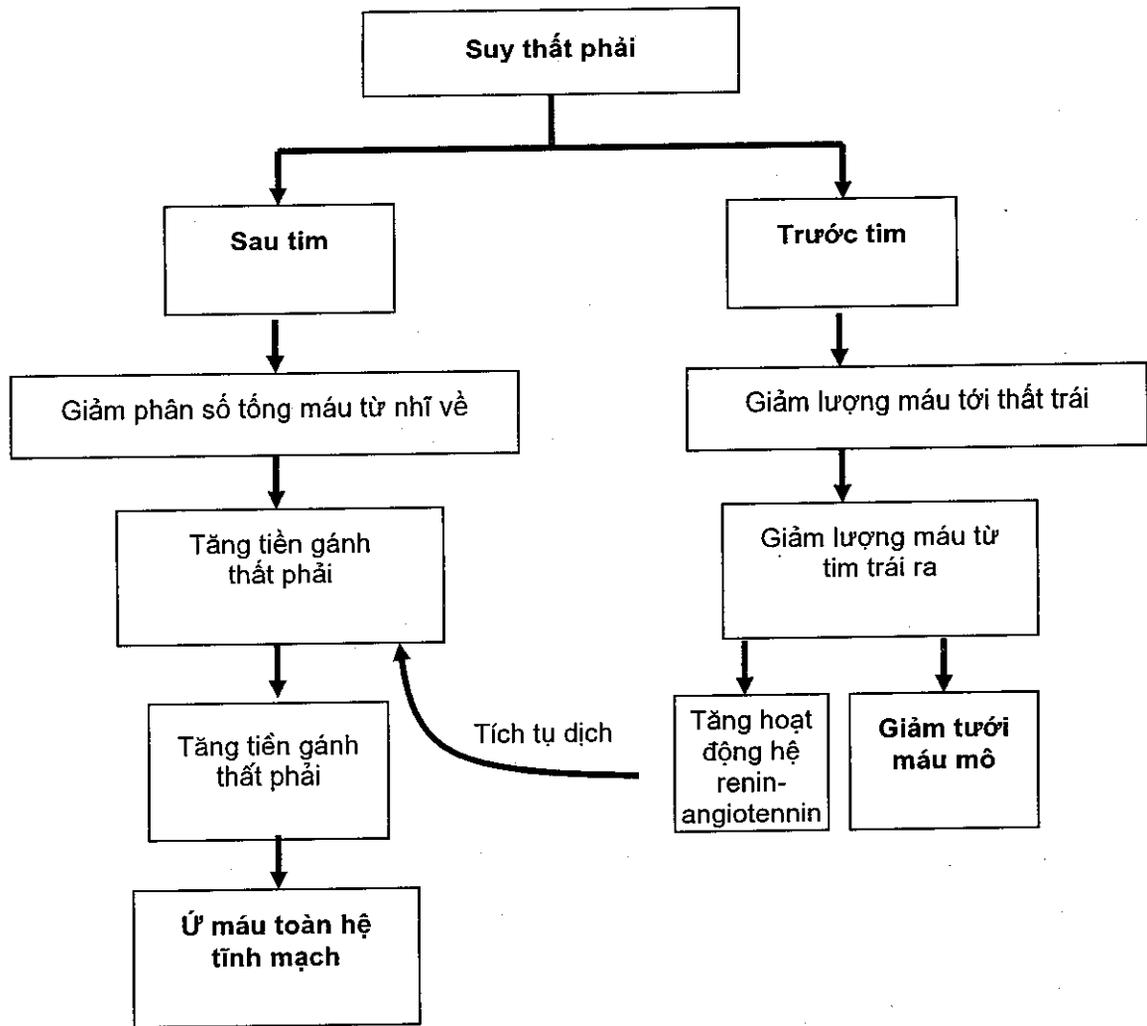 Suy thất phải
Sau tim
Trước tim
Giảm phân số tống máu từ nhĩ về
Giảm lượng máu tới thất trái
Tăng tiền gánh
thất phải
Giảm lượng máu từ
tim trái ra
Tăng tiền gánh
thất phải
Tích tụ dịch
Tăng hoạt
động hệ
renin-
angiotennin
Giảm tưới
máu mô
Ứ máu toàn hệ
tĩnh mạch